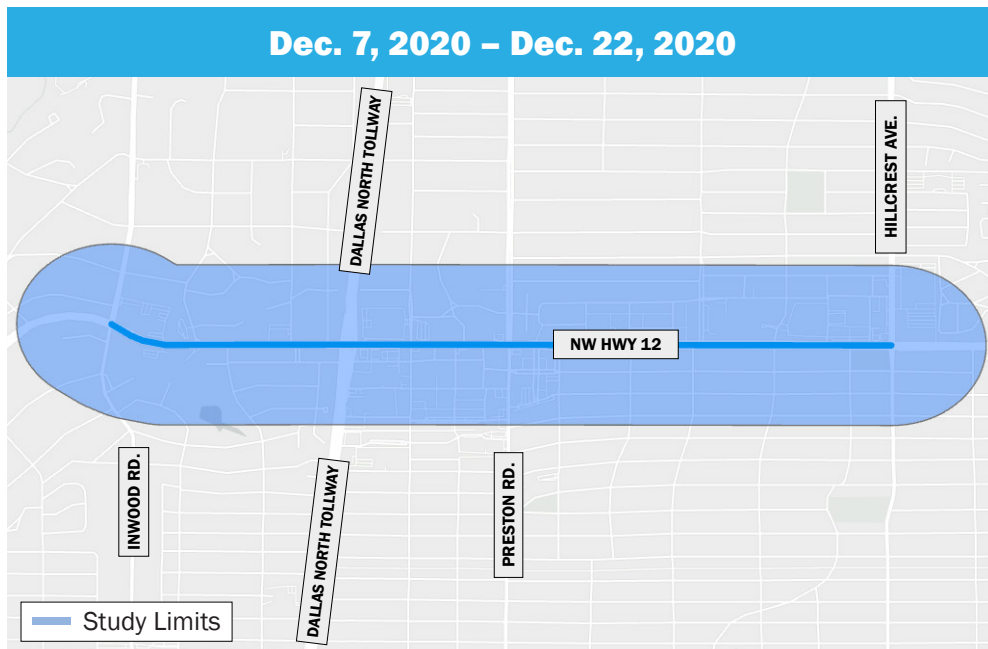 Dec. 7, 2020 – Dec. 22, 2020
DALLAS NORTH TOLLWAY
HILLCREST AVE.
NW HWY 12
INWOOD RD.
DALLAS NORTH TOLLWAY
PRESTON RD.
Study Limits